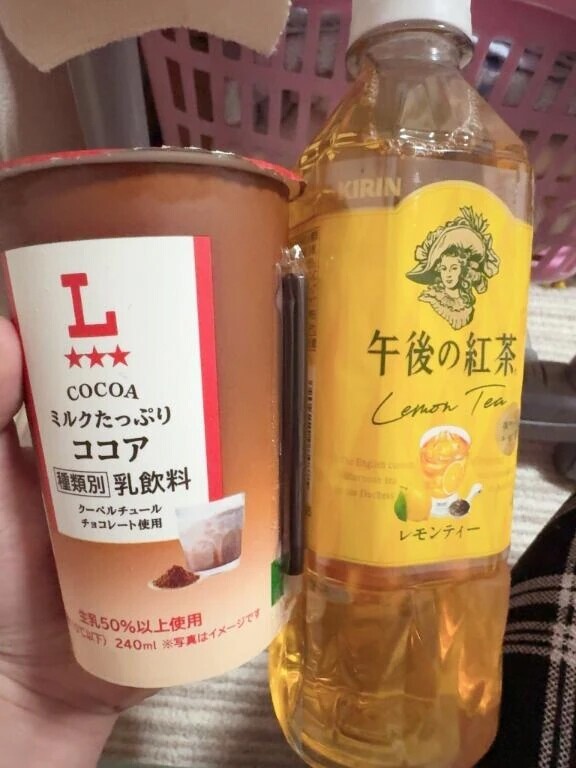 L
★★★
COCOA
ミルクたっぷり
ココア
種類別 乳飲料
クーベルチュール
チョコレート使用
生乳50%以上使用
240ml ※写真はイメージです
KIRIN
午後の紅茶
Lemon Tea
レモンティー